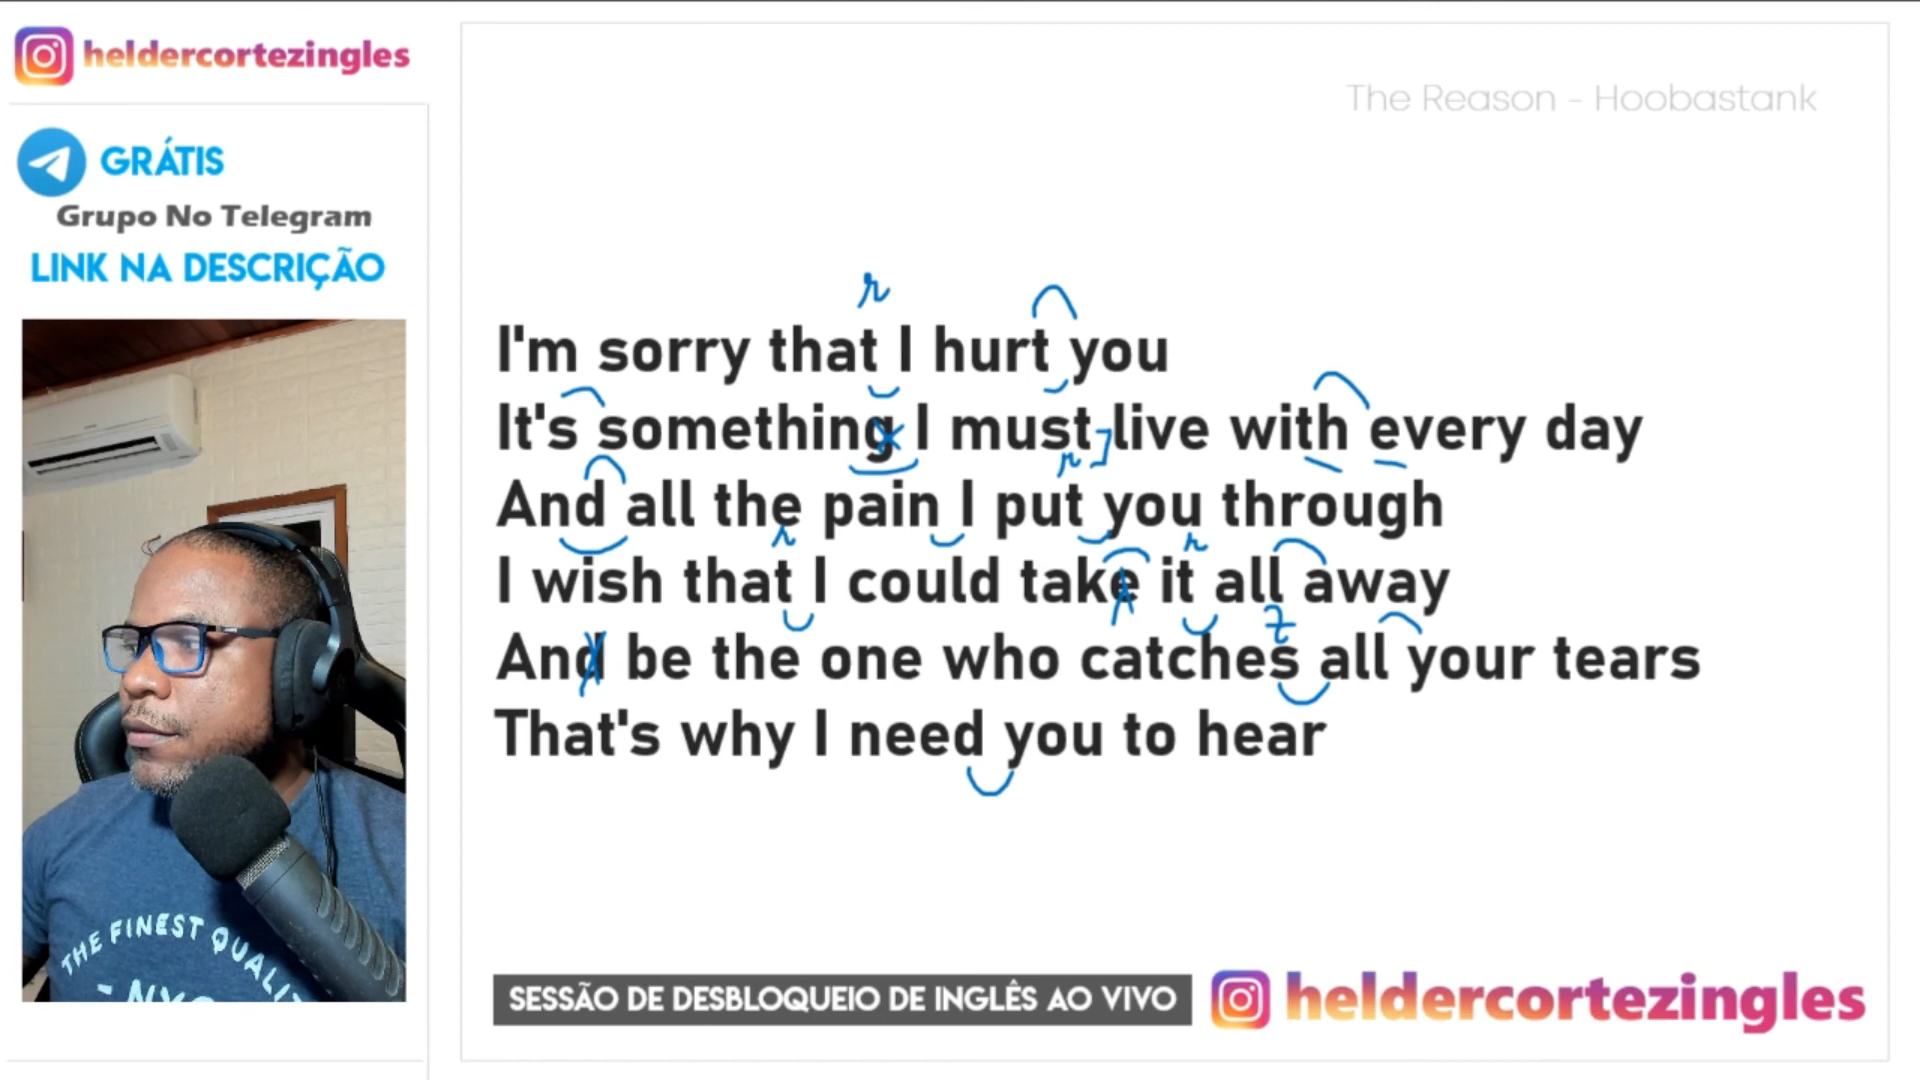 heldercortezingles
GRÁTIS
Grupo No Telegram
LINK NA DESCRIÇÃO
The Reason - Hoobastank
r
I'm sorry that I hurt you
It's something I must live with every day
r
And all the pain I put you through
r r
I wish that I could take it all away
z
And be the one who catches all your tears
That's why I need you to hear
THE FINEST QUALI
- NYC
SESSÃO DE DESBLOQUEIO DE INGLÊS AO VIVO
heldercortezingles